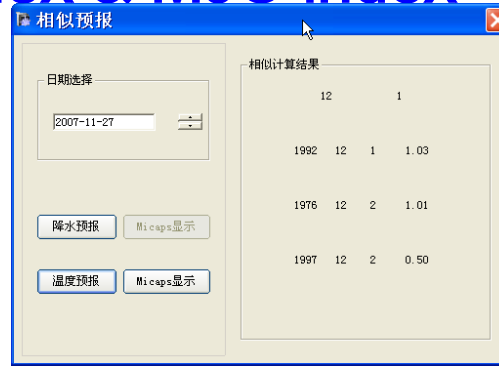 相似预报
日期选择
2007-11-27
降水预报 Micaps显示
温度预报 Micaps显示
相似计算结果
12 1
1992 12 1 1.03
1976 12 2 1.01
1997 12 2 0.50